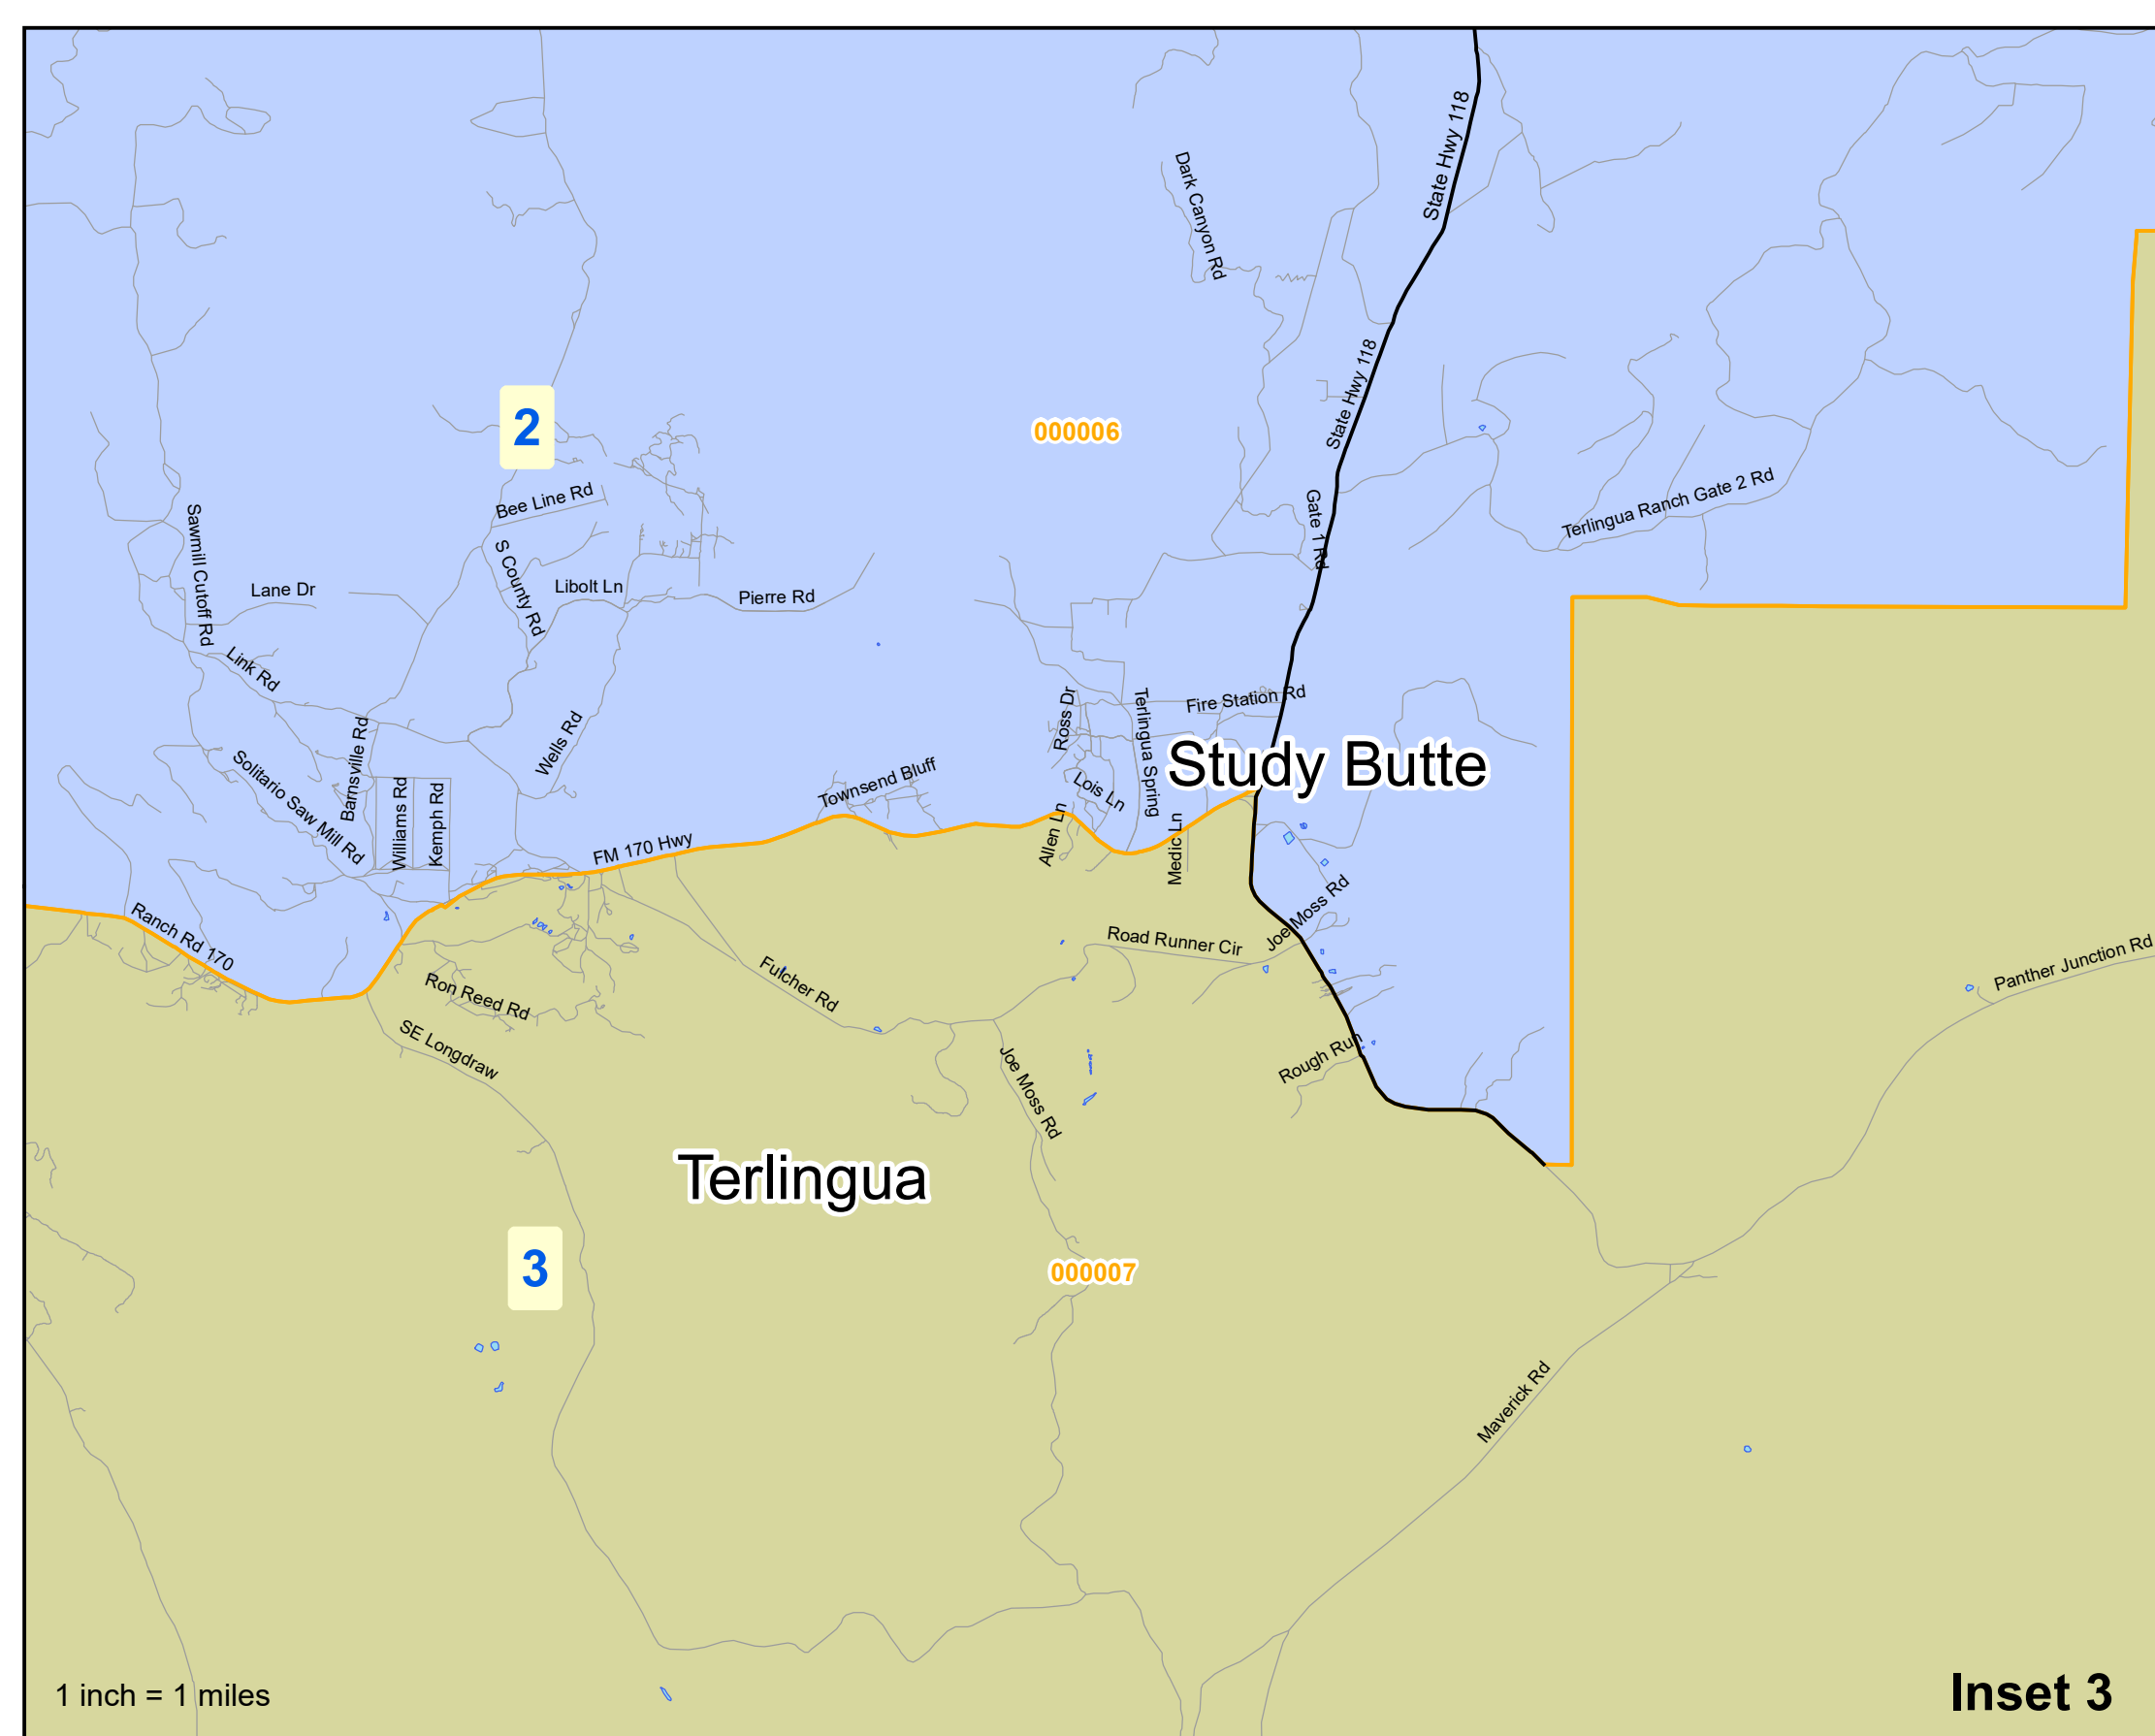 State Hwy 118
Dark Canyon Rd
State Hwy 118
2
000006
Bee Line Rd
Gate 1 Rd
Terlingua Ranch Gate 2 Rd
Sawmill Cutoff Rd
S County Rd
Lane Dr
Libolt Ln
Pierre Rd
Link Rd
Ross Dr
Terlingua Spring
Fire Station Rd
Barnsville Rd
Wells Rd
Study Butte
Solitario Saw Mill Rd
Williams Rd
Kemph Rd
Townsend Bluff
Lois Ln
Allen Ln
Medic Ln
FM 170 Hwy
Ranch Rd 170
Joe Moss Rd
Road Runner Cir
Panther Junction Rd
Fulcher Rd
Ron Reed Rd
SE Longdraw
Joe Moss Rd
Rough Run
Terlingua
3
000007
Maverick Rd
1 inch = 1 miles
Inset 3